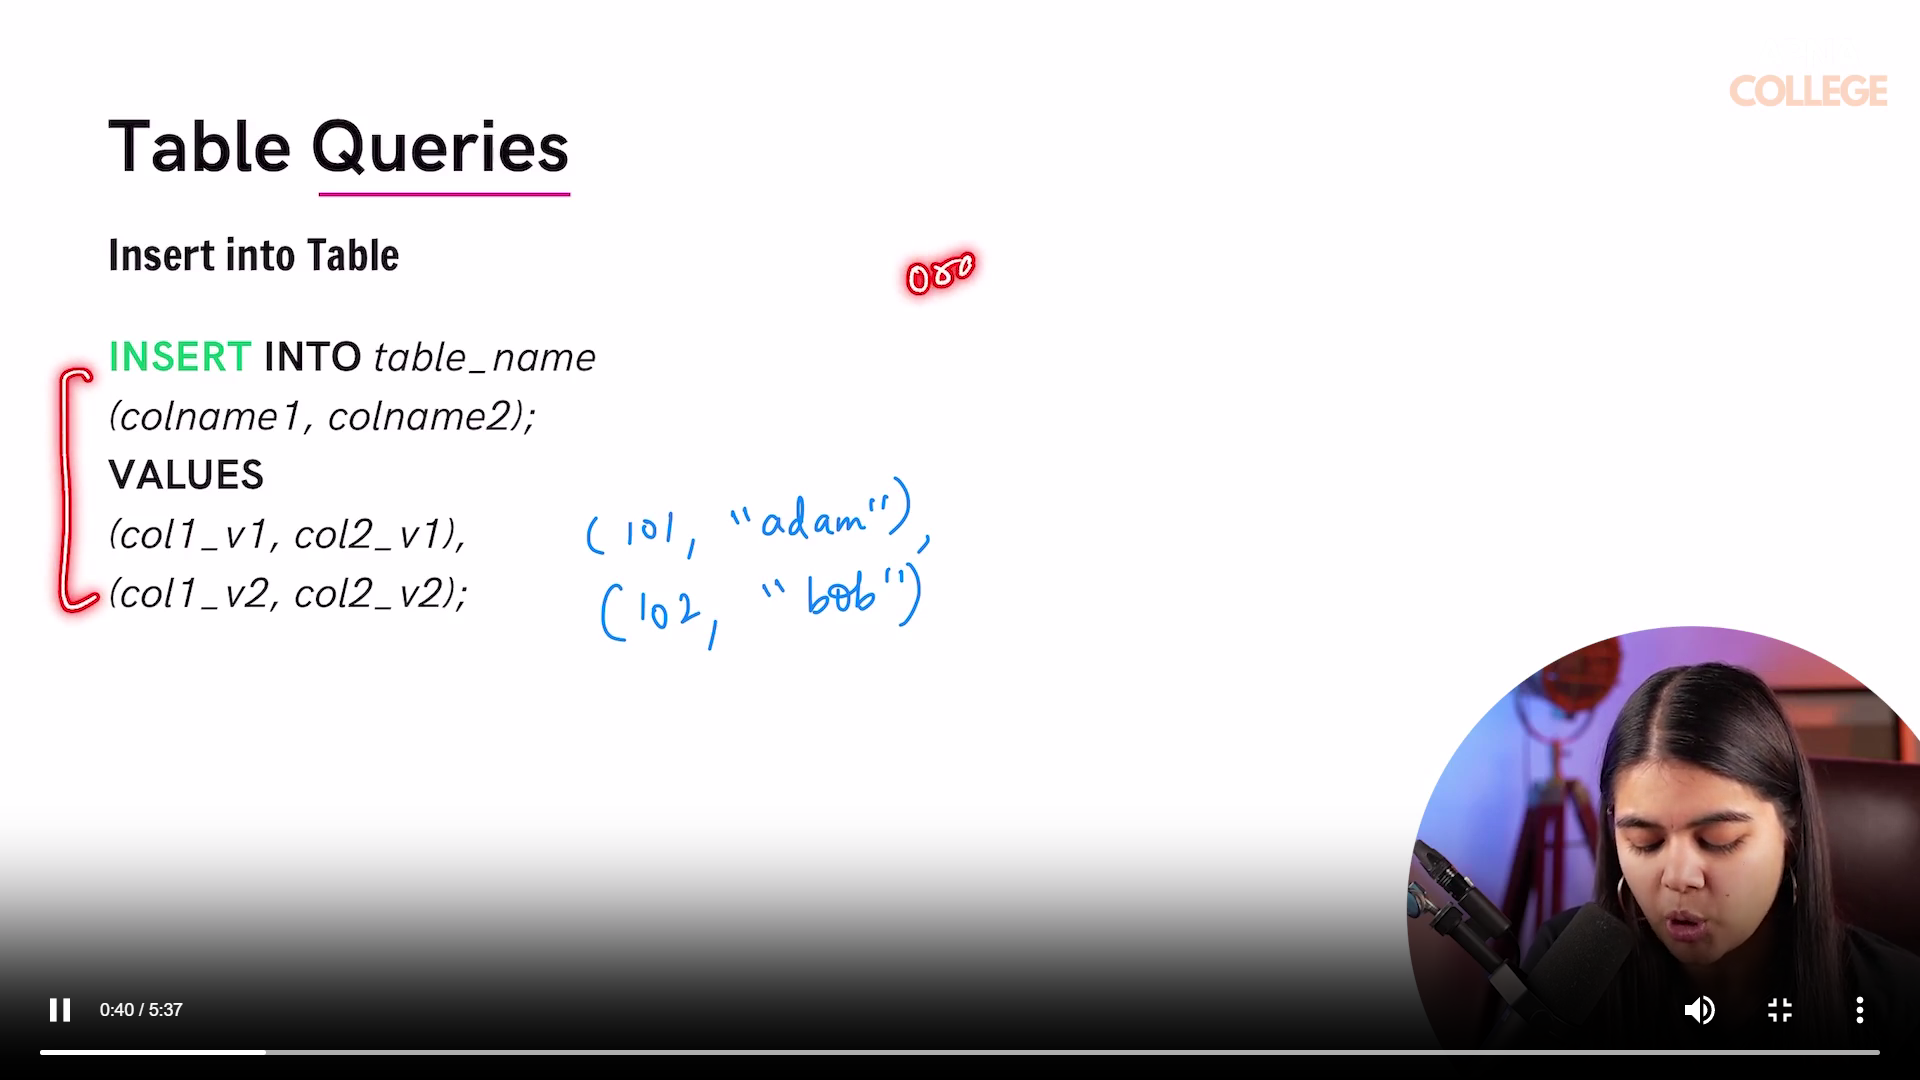 COLLEGE
Table Queries
Insert into Table
INSERT INTO table_name
(colname1, colname2);
VALUES
(col1_v1, col2_v1),
(col1_v2, col2_v2);
(101, "adam"),
(102, "bob")
0:40 / 5:37